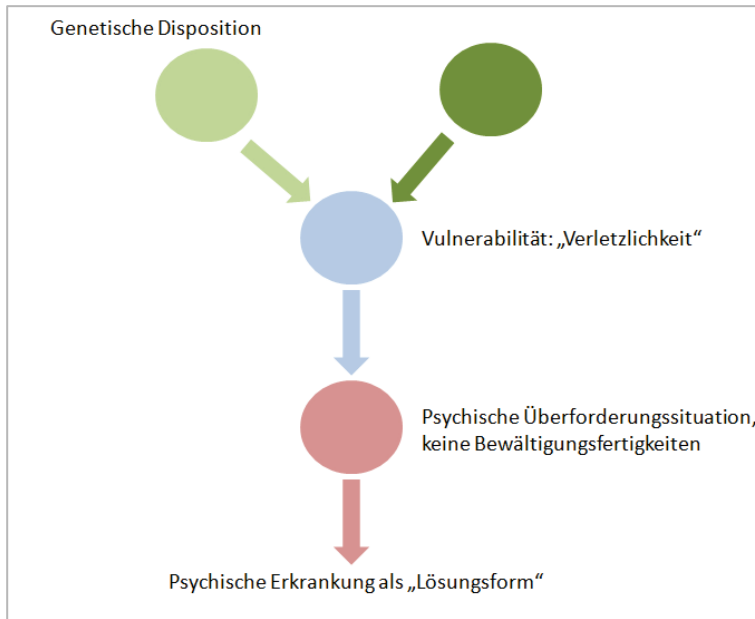 Genetische Disposition
Vulnerabilität: „Verletzlichkeit“
Psychische Überforderungssituation,
keine Bewältigungsfertigkeiten
Psychische Erkrankung als „Lösungsform“